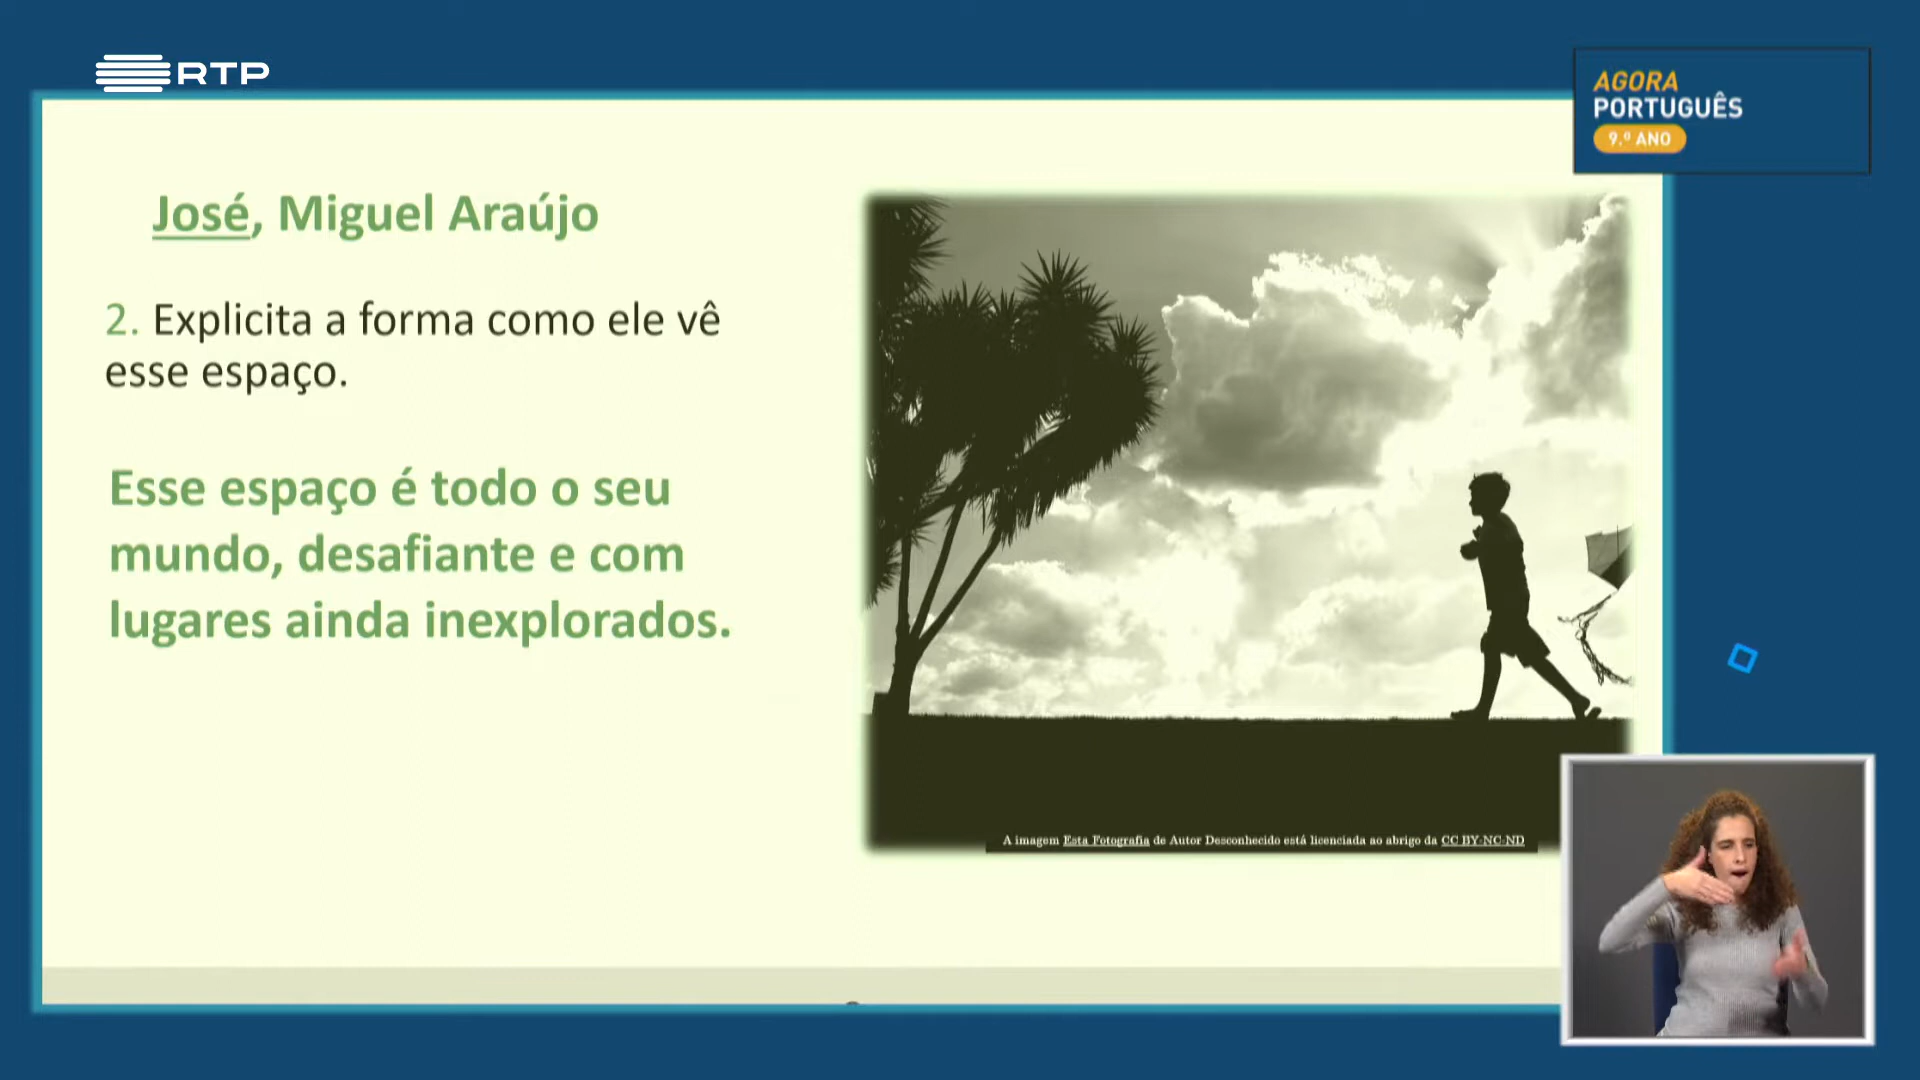 RTP
AGORA
PORTUGUÊS
9.º ANO
José, Miguel Araújo
2. Explicita a forma como ele vê
esse espaço.
Esse espaço é todo o seu
mundo, desafiante e com
lugares ainda inexplorados.
A imagem Esta Fotografia de Autor Desconhecido está licenciada ao abrigo da CC BY-NC-ND